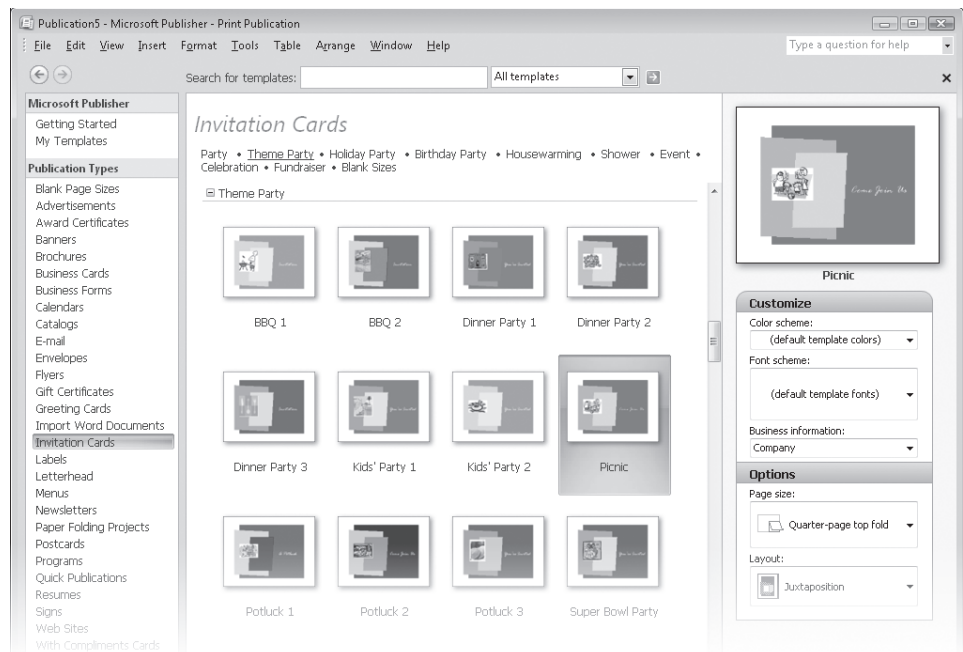 Publication5 - Microsoft Publisher - Print Publication
File Edit View Insert Format Tools Table Arrange Window Help
Type a question for help
Search for templates:
All templates
Microsoft Publisher
Getting Started
My Templates
Publication Types
Blank Page Sizes
Advertisements
Award Certificates
Banners
Brochures
Business Cards
Business Forms
Calendars
Catalogs
E-mail
Envelopes
Flyers
Gift Certificates
Greeting Cards
Import Word Documents
Invitation Cards
Labels
Letterhead
Menus
Newsletters
Paper Folding Projects
Postcards
Programs
Quick Publications
Resumes
Signs
Web Sites
With Compliments Cards
Invitation Cards
Party • Theme Party • Holiday Party • Birthday Party • Housewarming • Shower • Event •
Celebration • Fundraiser • Blank Sizes
Theme Party
BBQ 1 BBQ 2 Dinner Party 1 Dinner Party 2
Dinner Party 3 Kids' Party 1 Kids' Party 2 Picnic
Potluck 1 Potluck 2 Potluck 3 Super Bowl Party
Come Join Us
Picnic
Customize
Color scheme:
(default template colors)
Font scheme:
(default template fonts)
Business information:
Company
Options
Page size:
Quarter-page top fold
Layout:
Juxtaposition